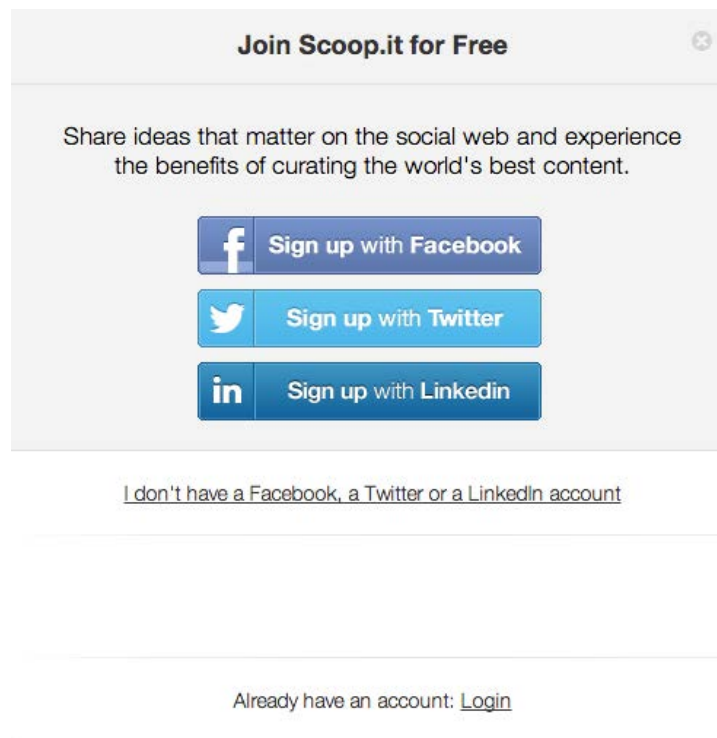 Join Scoop.it for Free
Share ideas that matter on the social web and experience
the benefits of curating the world's best content.
f Sign up with Facebook
Sign up with Twitter
in Sign up with Linkedin
I don't have a Facebook, a Twitter or a LinkedIn account
Already have an account: Login